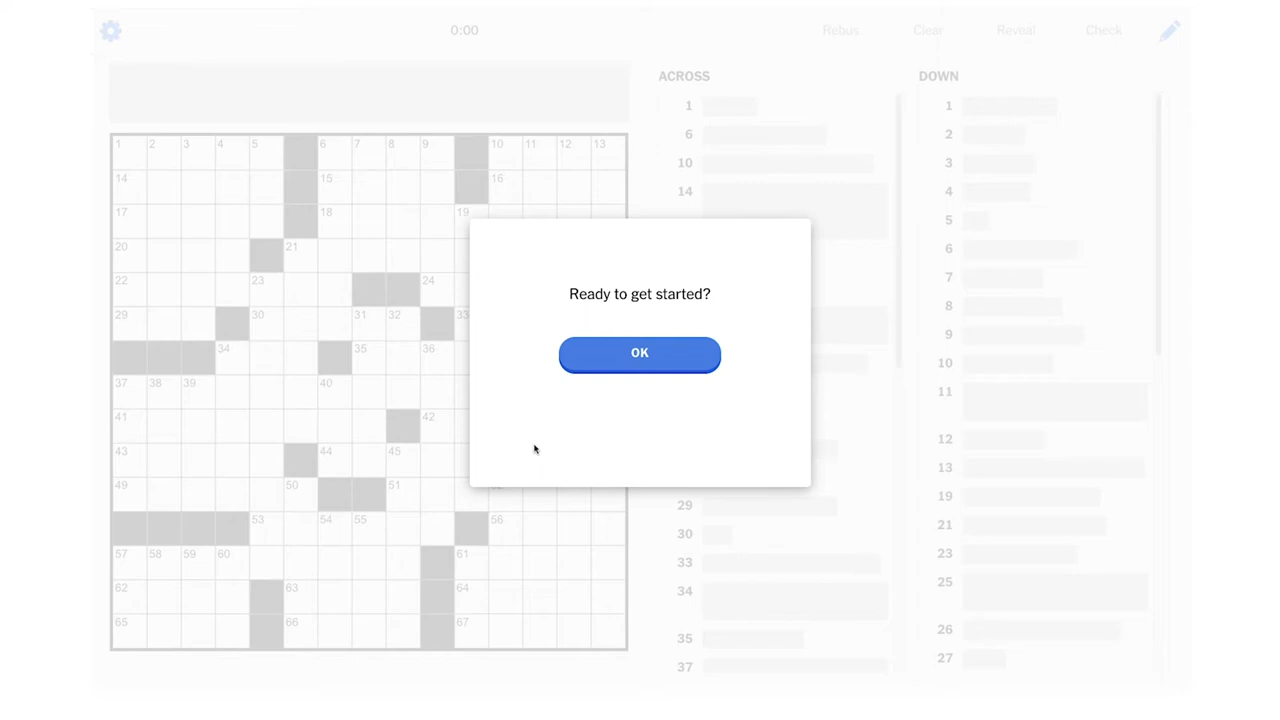 0:00
Rebus
Clear
Reveal
Check
ACROSS
DOWN
1 2 3 4 5 6 7 8 9 10 11 12 13
14 15 16
17 18 19
20 21
22 23 24
29 30 31 32 33
34 35 36
37 38 39 40
41 42
43 44 45
49 50 51
53 54 55 56
57 58 59 60 61
62 63 64
65 66 67
Ready to get started?
OK
1
6
10
14
29
30
33
34
35
37
1
2
3
4
5
6
7
8
9
10
11
12
13
19
21
23
25
26
27